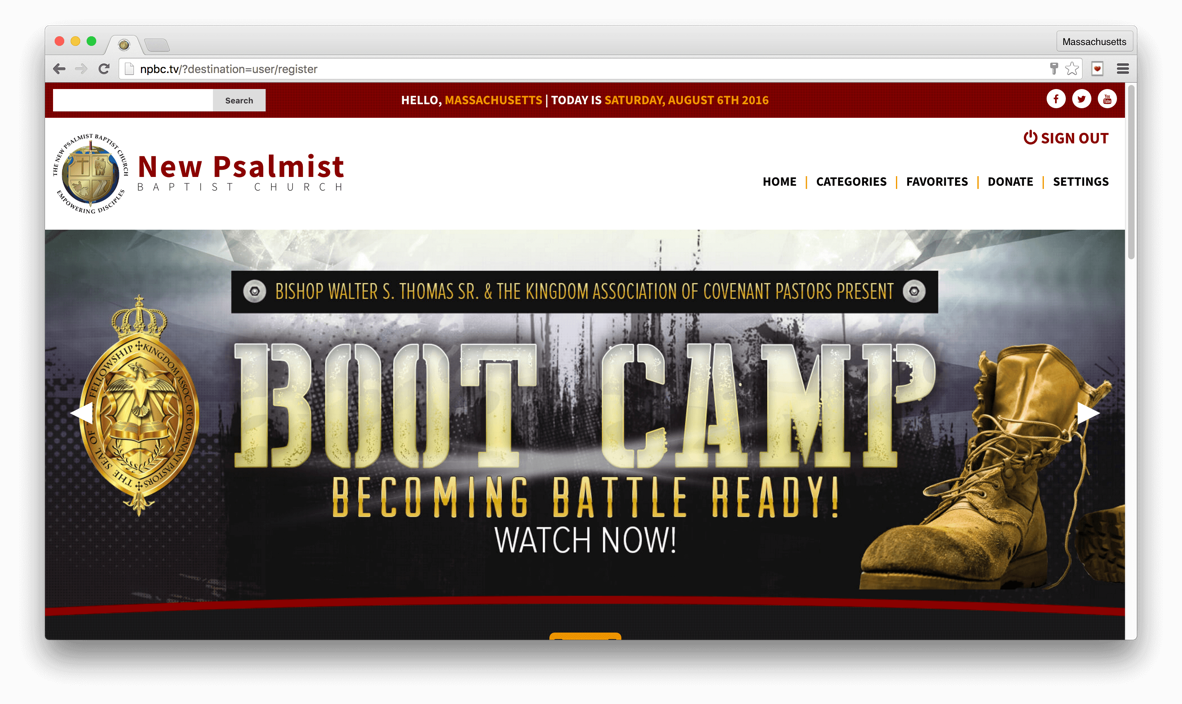 Massachusetts
npbc.tv/?destination=user/register
Search
HELLO, MASSACHUSETTS | TODAY IS SATURDAY, AUGUST 6TH 2016
SIGN OUT
THE NEW PSALMIST BAPTIST CHURCH
EMPOWERING DISCIPLES
New Psalmist
BAPTIST CHURCH
HOME | CATEGORIES | FAVORITES | DONATE | SETTINGS
BISHOP WALTER S. THOMAS SR. & THE KINGDOM ASSOCIATION OF COVENANT PASTORS PRESENT
THE SEAL OF FELLOWSHIP KINGDOM ASSOC. OF COVENANT PASTORS
BOOT CAMP
BECOMING BATTLE READY!
WATCH NOW!